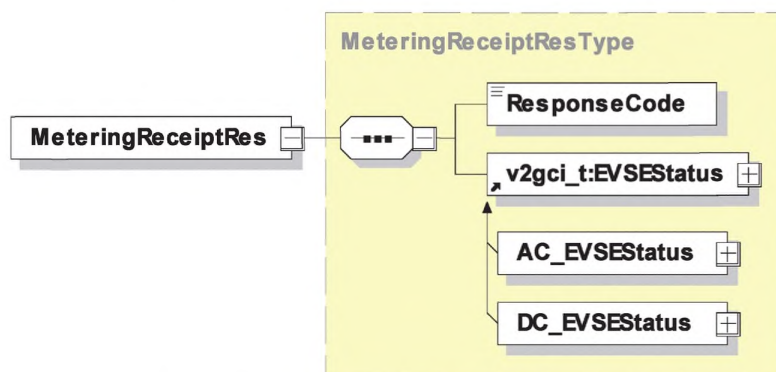 MeteringReceiptResType
ResponseCode
MeteringReceiptRes
v2gci_t:EVSEStatus
AC_EVSEStatus
DC_EVSEStatus